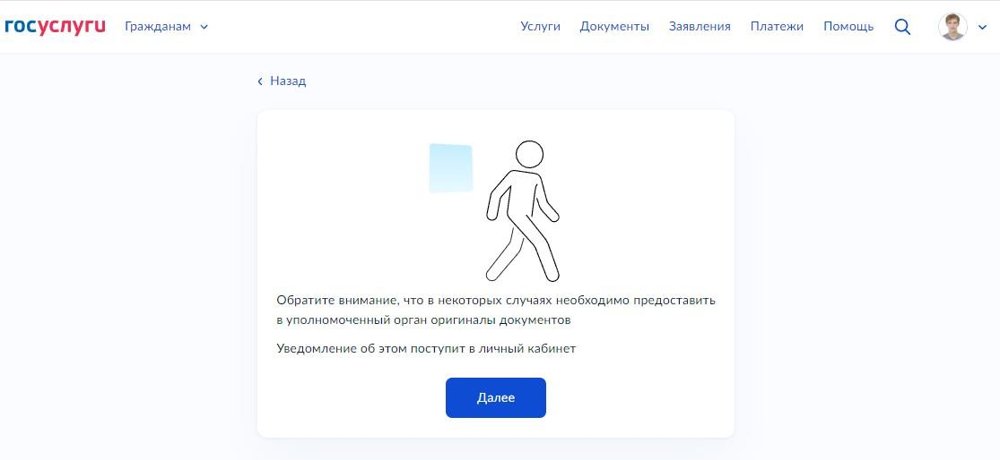 госуслуги Гражданам Услуги Документы Заявления Платежи Помощь
Назад
Обратите внимание, что в некоторых случаях необходимо предоставить
в уполномоченный орган оригиналы документов
Уведомление об этом поступит в личный кабинет
Далее